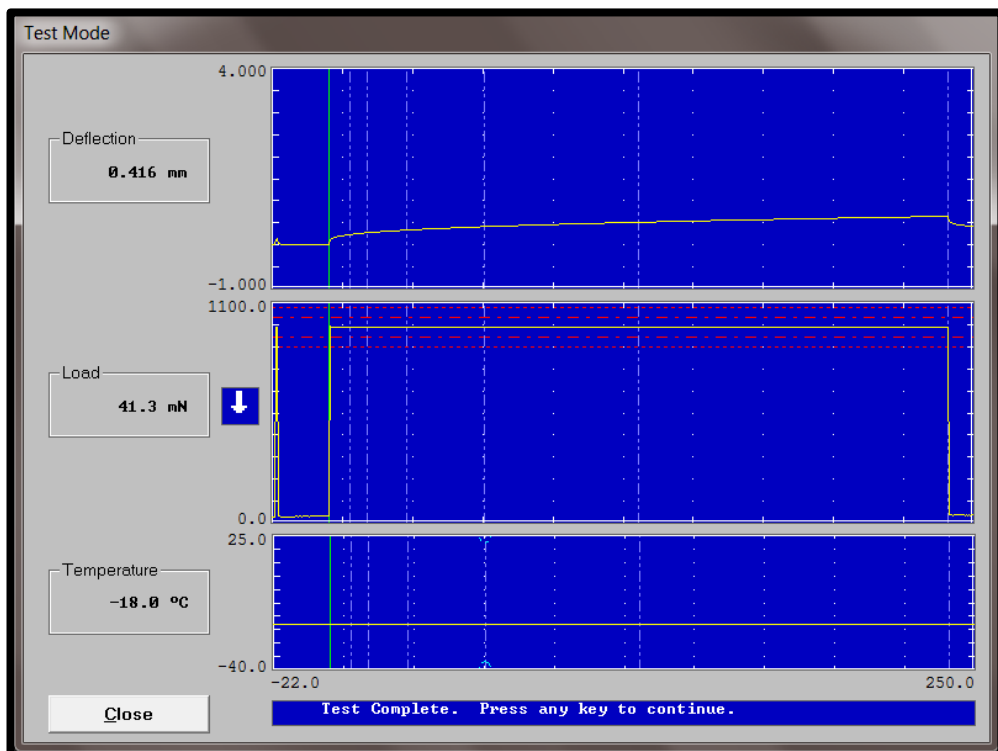 Test Mode
4.000
Deflection
0.416 mm
-1.000
1100.0
Load
41.3 mN
0.0
25.0
Temperature
-18.0 ºC
-40.0
-22.0 250.0
Close
Test Complete. Press any key to continue.